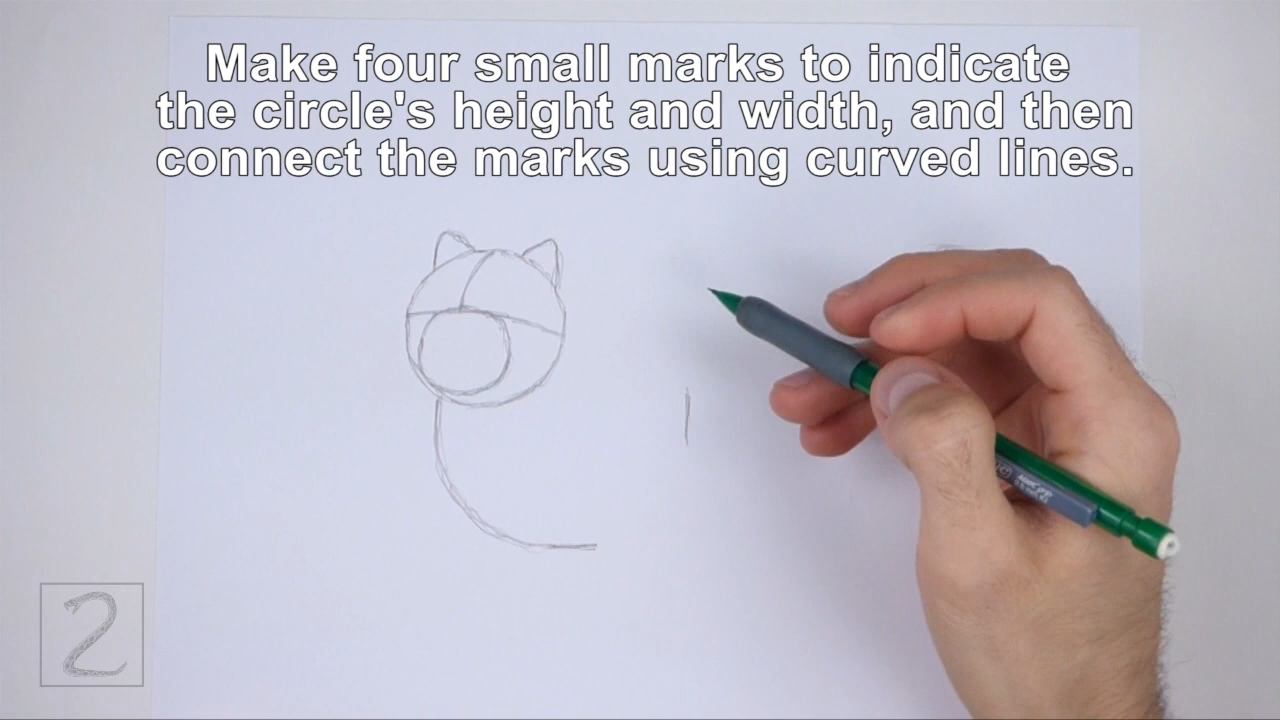 Make four small marks to indicate
the circle's height and width, and then
connect the marks using curved lines.
2